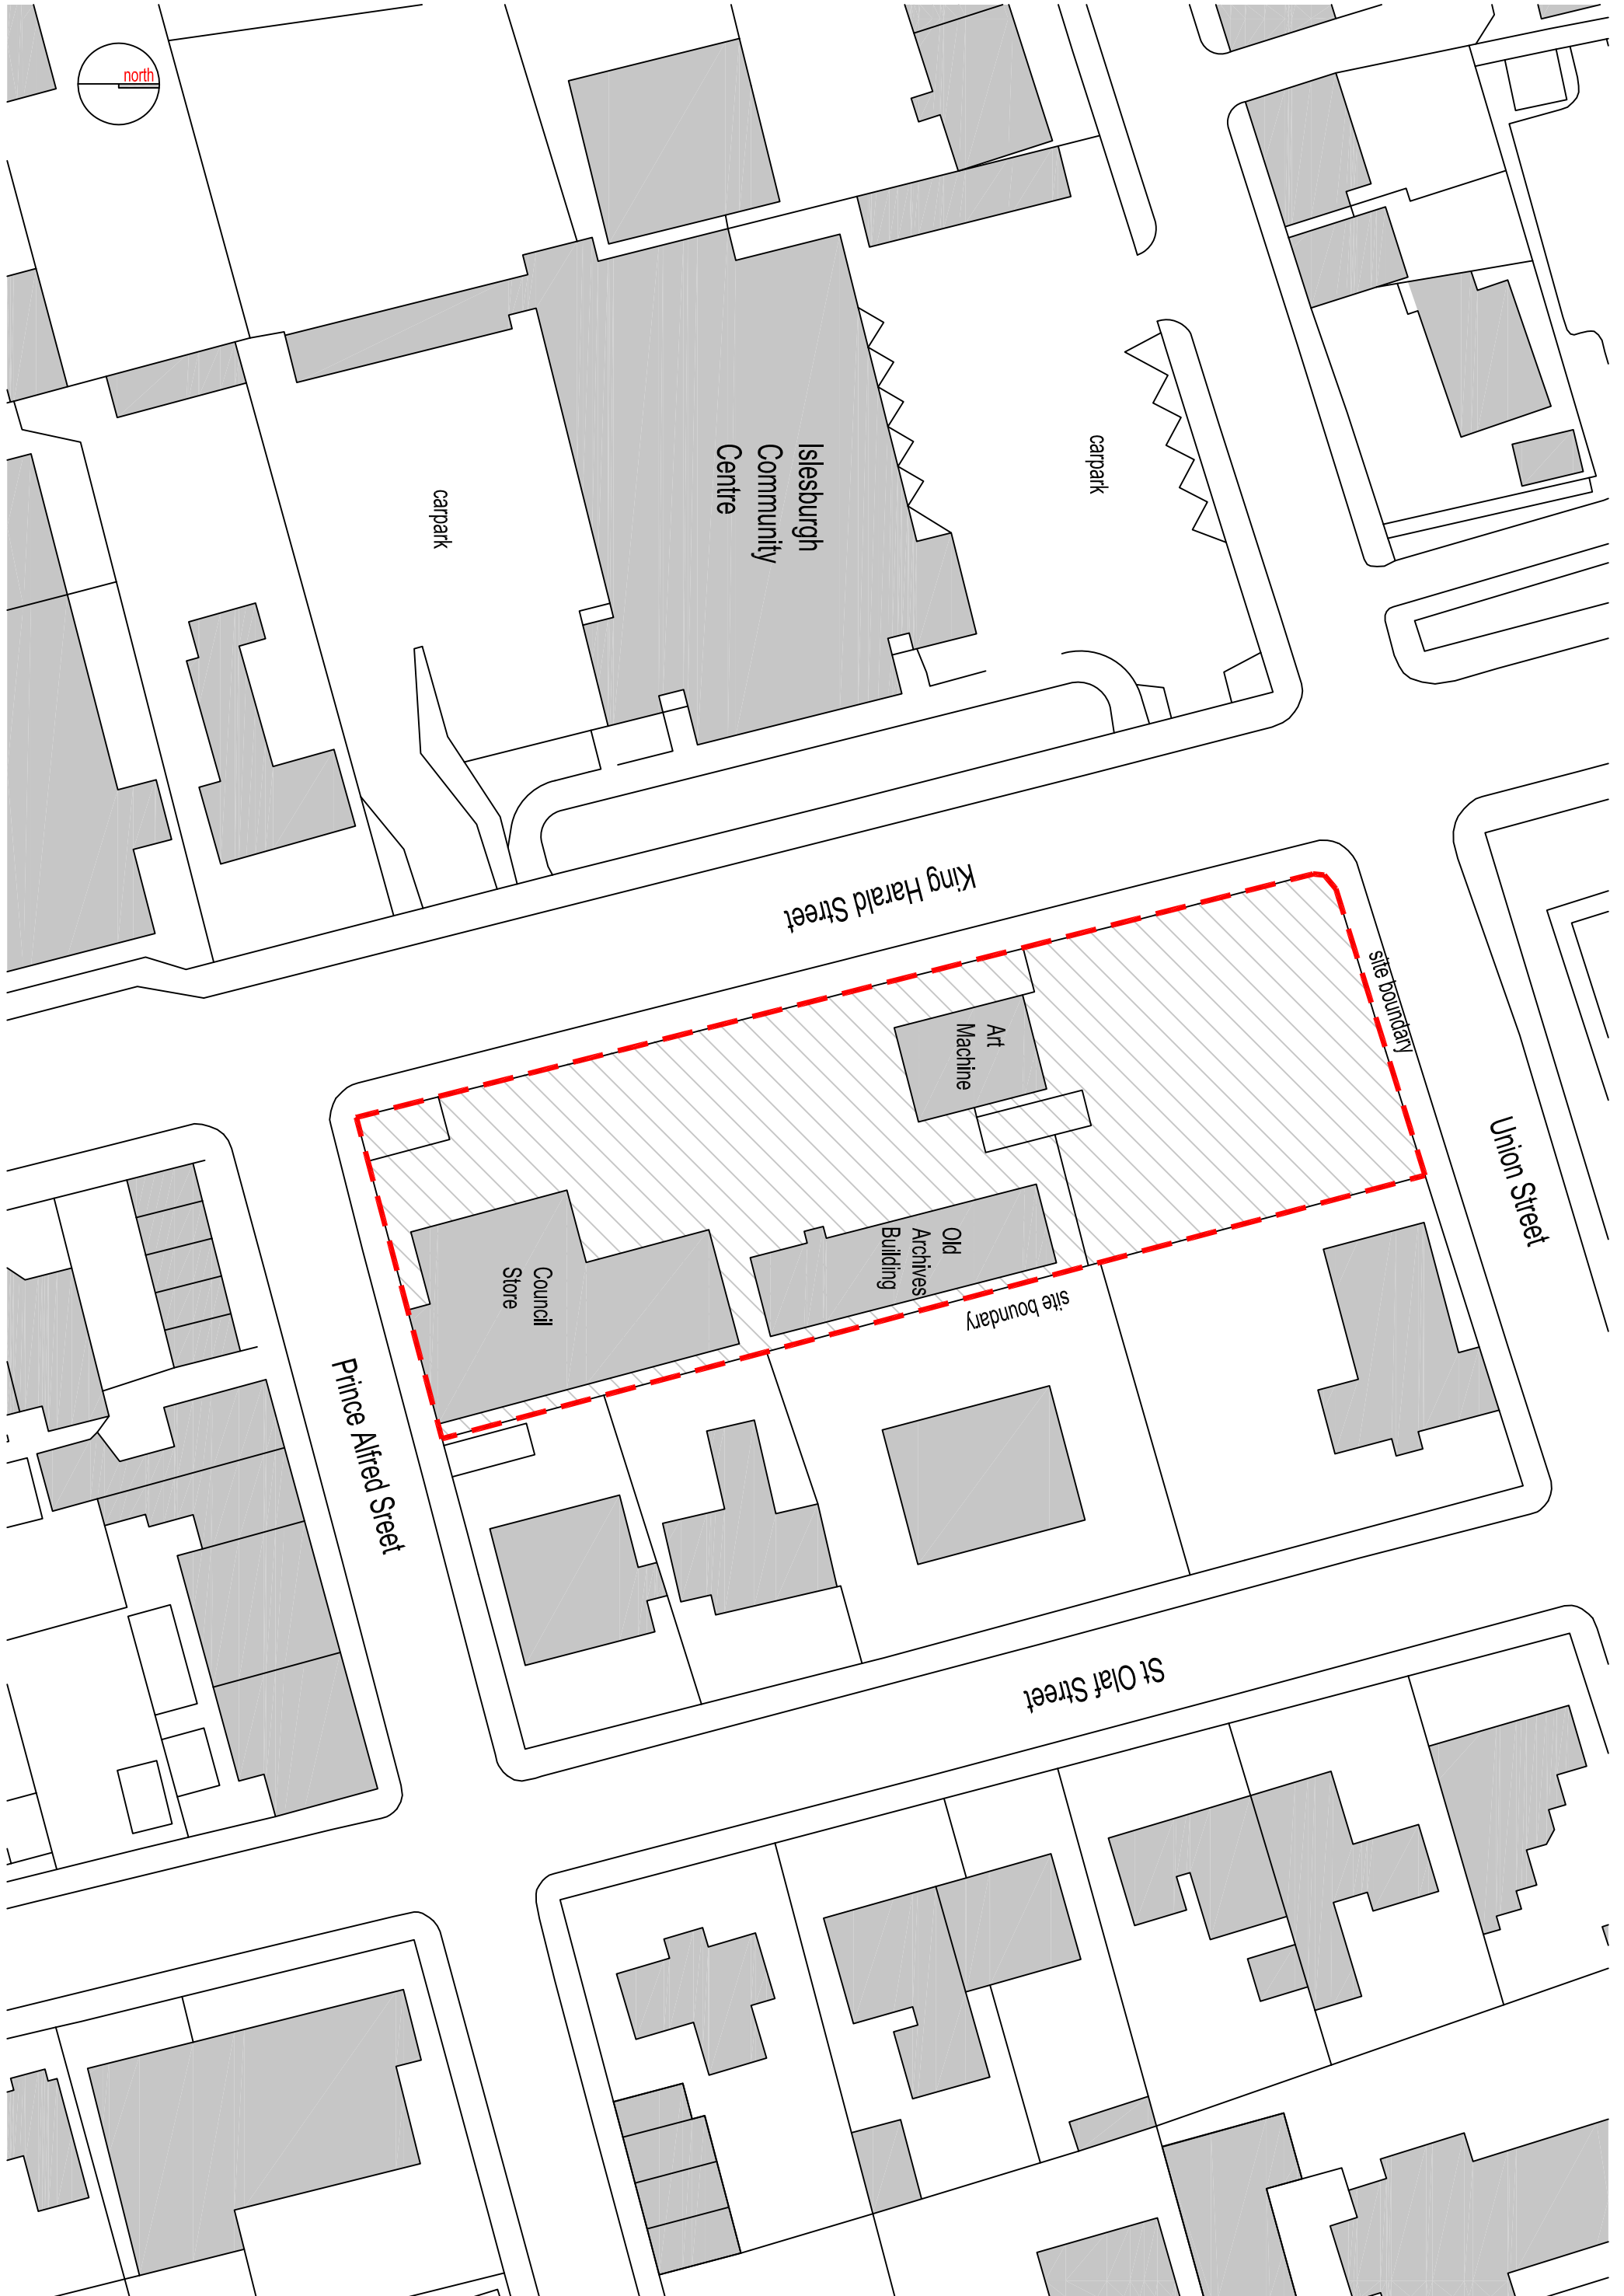 north
Islesburgh
Community
Centre
carpark
carpark
King Harald Street
site boundary
Art
Machine
Union Street
Old
Archives
Building
Council
Store
site boundary
Prince Alfred Sreet
St Olaf Street